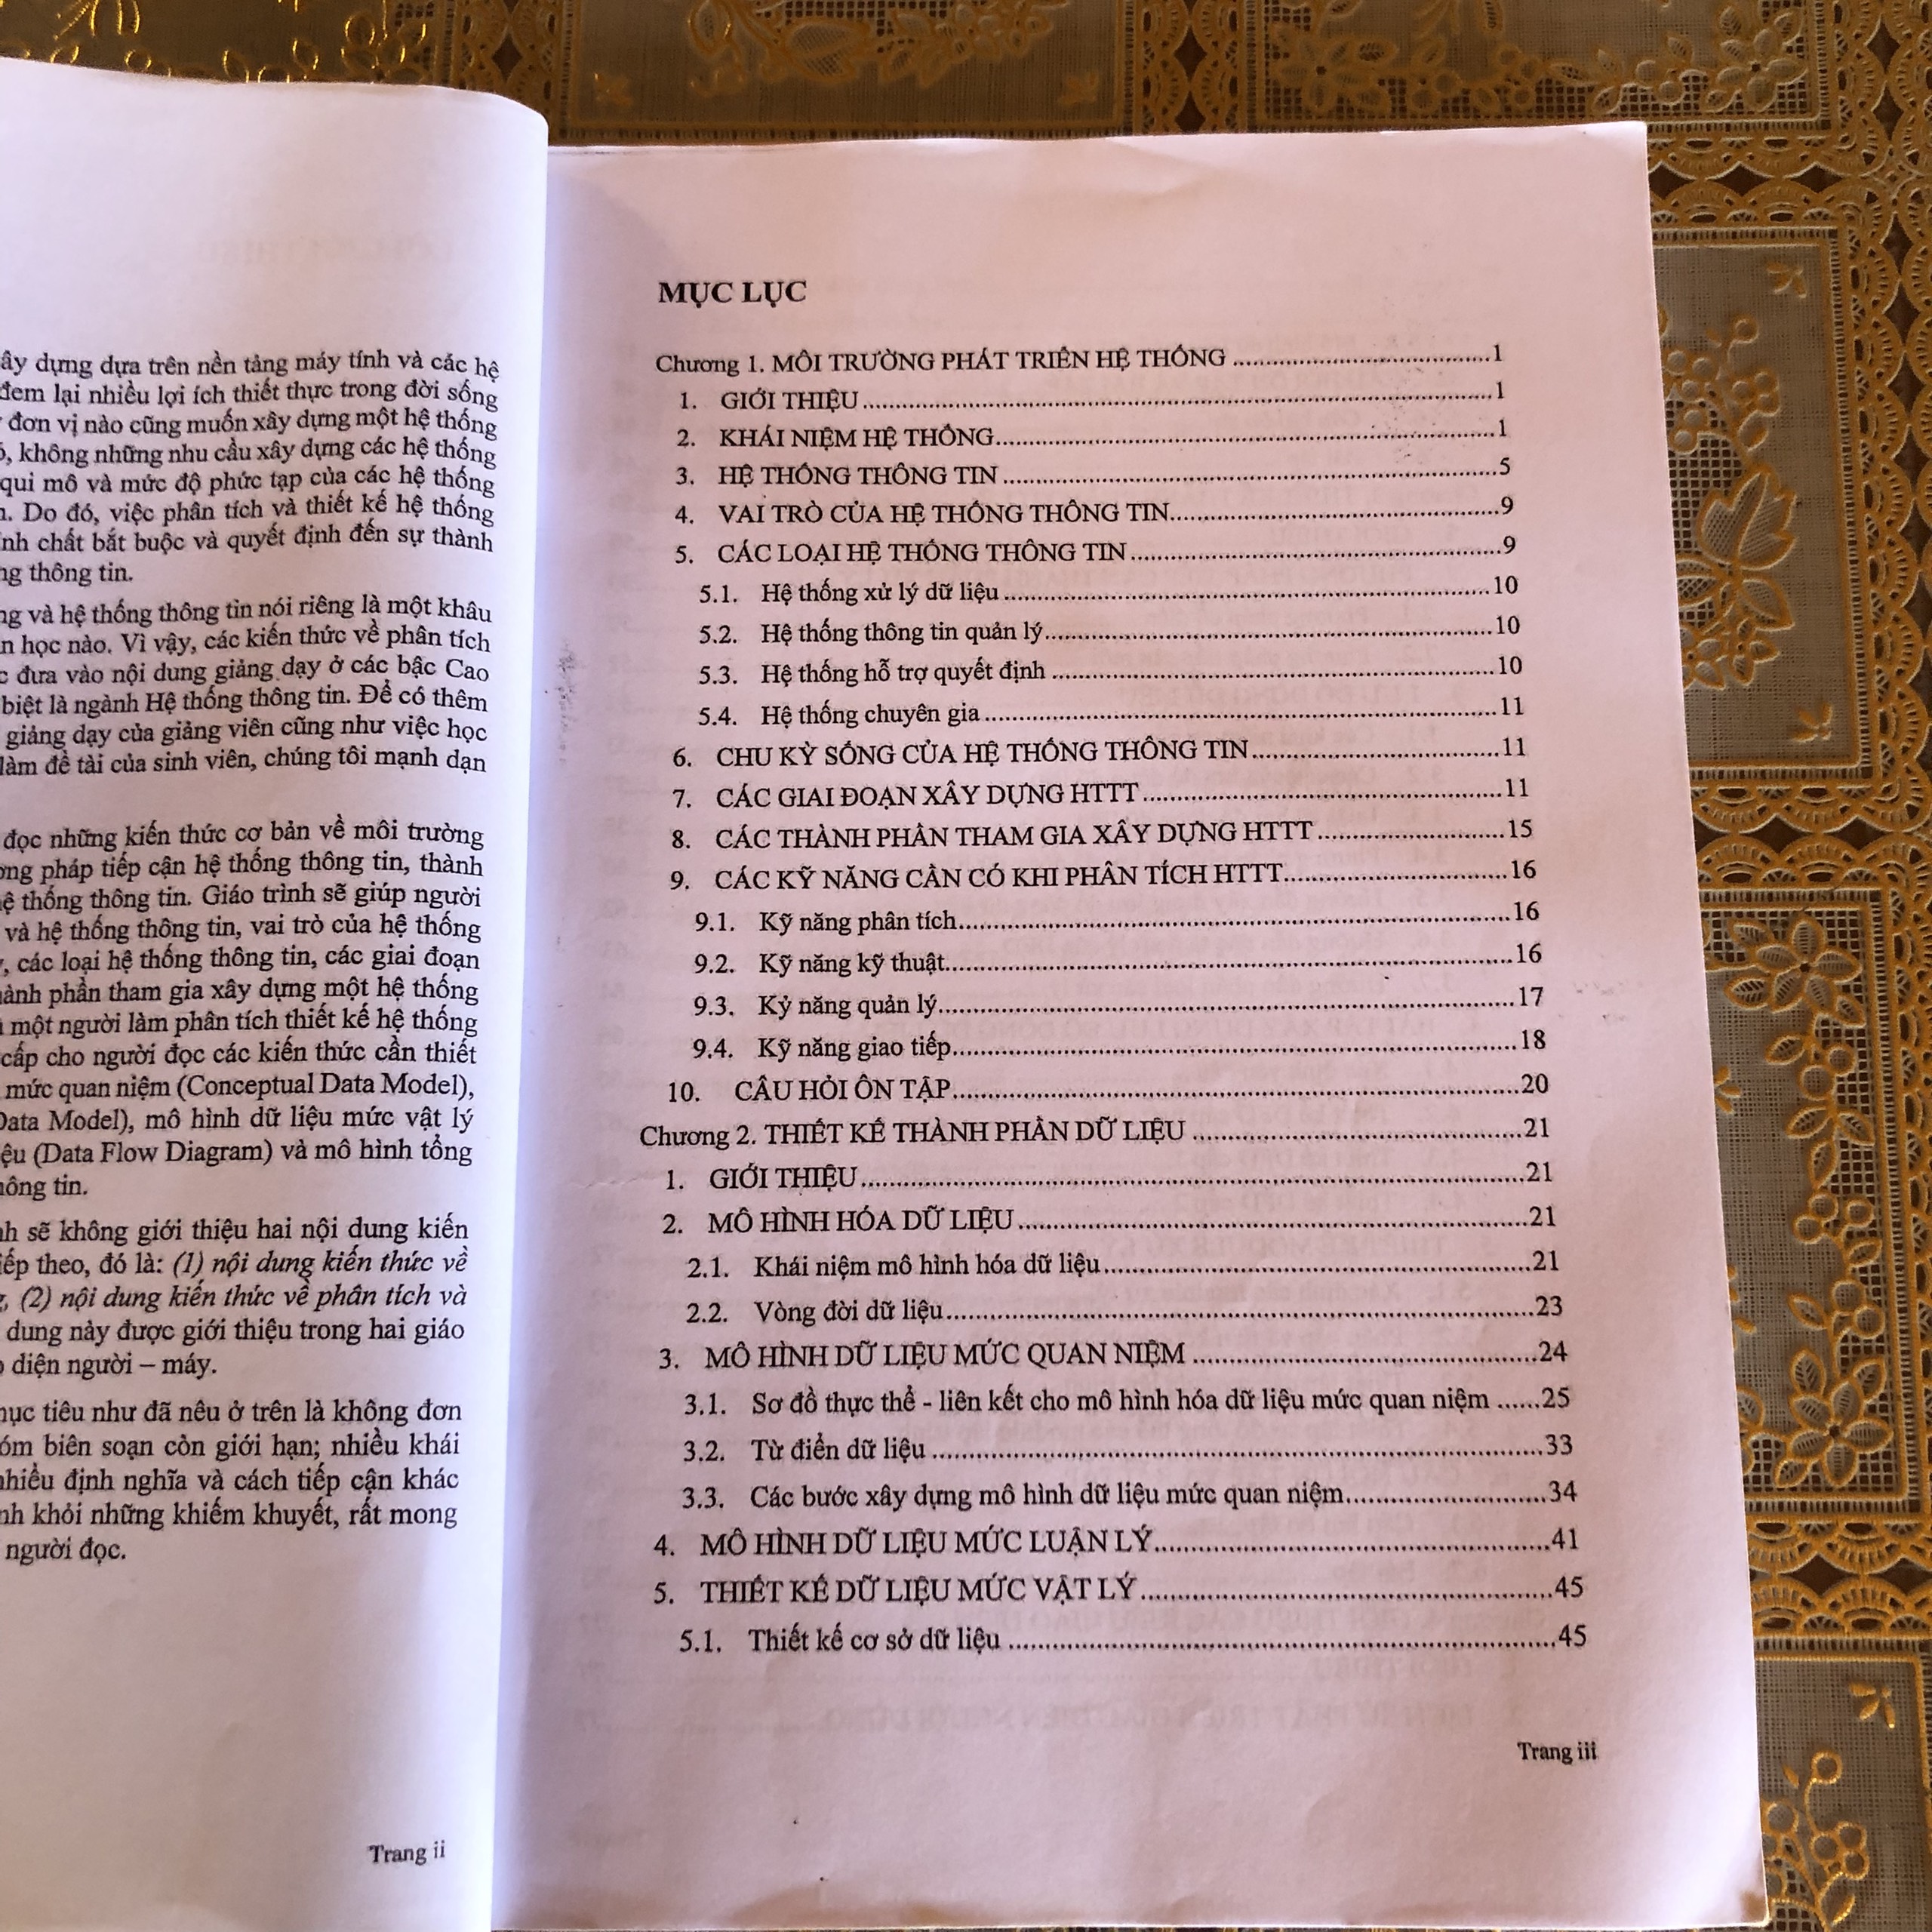 ây dựng dựa trên nền tảng máy tính và các hệ
đem lại nhiều lợi ích thiết thực trong đời sống
đơn vị nào cũng muốn xây dựng một hệ thống
, không những nhu cầu xây dựng các hệ thống
qui mô và mức độ phức tạp của các hệ thống
. Do đó, việc phân tích và thiết kế hệ thống
nh chất bắt buộc và quyết định đến sự thành
ng thông tin.
ng và hệ thống thông tin nói riêng là một khâu
n học nào. Vì vậy, các kiến thức về phân tích
c đưa vào nội dung giảng dạy ở các bậc Cao
biệt là ngành Hệ thống thông tin. Để có thêm
giảng dạy của giảng viên cũng như việc học
làm đề tài của sinh viên, chúng tôi mạnh dạn
đọc những kiến thức cơ bản về môi trường
ơng pháp tiếp cận hệ thống thông tin, thành
hệ thống thông tin. Giáo trình sẽ giúp người
và hệ thống thông tin, vai trò của hệ thống
, các loại hệ thống thông tin, các giai đoạn
ành phần tham gia xây dựng một hệ thống
một người làm phân tích thiết kế hệ thống
cấp cho người đọc các kiến thức cần thiết
mức quan niệm (Conceptual Data Model),
Data Model), mô hình dữ liệu mức vật lý
ệu (Data Flow Diagram) và mô hình tổng
hông tin.
nh sẽ không giới thiệu hai nội dung kiến
iếp theo, đó là: (1) nội dung kiến thức về
, (2) nội dung kiến thức về phân tích và
dung này được giới thiệu trong hai giáo
diện người – máy.
mục tiêu như đã nêu ở trên là không đơn
óm biên soạn còn giới hạn; nhiều khái
nhiều định nghĩa và cách tiếp cận khác
nh khỏi những khiếm khuyết, rất mong
người đọc.
Trang ii
MỤC LỤC
Chương 1. MÔI TRƯỜNG PHÁT TRIỂN HỆ THỐNG ........ 1
1. GIỚI THIỆU ........ 1
2. KHÁI NIỆM HỆ THỐNG ........ 1
3. HỆ THỐNG THÔNG TIN ........ 5
4. VAI TRÒ CỦA HỆ THỐNG THÔNG TIN ........ 9
5. CÁC LOẠI HỆ THỐNG THÔNG TIN ........ 9
5.1. Hệ thống xử lý dữ liệu ........ 10
5.2. Hệ thống thông tin quản lý ........ 10
5.3. Hệ thống hỗ trợ quyết định ........ 10
5.4. Hệ thống chuyên gia ........ 11
6. CHU KỲ SỐNG CỦA HỆ THỐNG THÔNG TIN ........ 11
7. CÁC GIAI ĐOẠN XÂY DỰNG HTTT ........ 11
8. CÁC THÀNH PHẦN THAM GIA XÂY DỰNG HTTT ........ 15
9. CÁC KỸ NĂNG CẦN CÓ KHI PHÂN TÍCH HTTT ........ 16
9.1. Kỹ năng phân tích ........ 16
9.2. Kỹ năng kỹ thuật ........ 16
9.3. Kỷ năng quản lý ........ 17
9.4. Kỹ năng giao tiếp ........ 18
10. CÂU HỎI ÔN TẬP ........ 20
Chương 2. THIẾT KẾ THÀNH PHẦN DỮ LIỆU ........ 21
1. GIỚI THIỆU ........ 21
2. MÔ HÌNH HÓA DỮ LIỆU ........ 21
2.1. Khái niệm mô hình hóa dữ liệu ........ 21
2.2. Vòng đời dữ liệu ........ 23
3. MÔ HÌNH DỮ LIỆU MỨC QUAN NIỆM ........ 24
3.1. Sơ đồ thực thể - liên kết cho mô hình hóa dữ liệu mức quan niệm ...... 25
3.2. Từ điển dữ liệu ........ 33
3.3. Các bước xây dựng mô hình dữ liệu mức quan niệm ........ 34
4. MÔ HÌNH DỮ LIỆU MỨC LUẬN LÝ ........ 41
5. THIẾT KẾ DỮ LIỆU MỨC VẬT LÝ ........ 45
5.1. Thiết kế cơ sở dữ liệu ........ 45
Trang iii